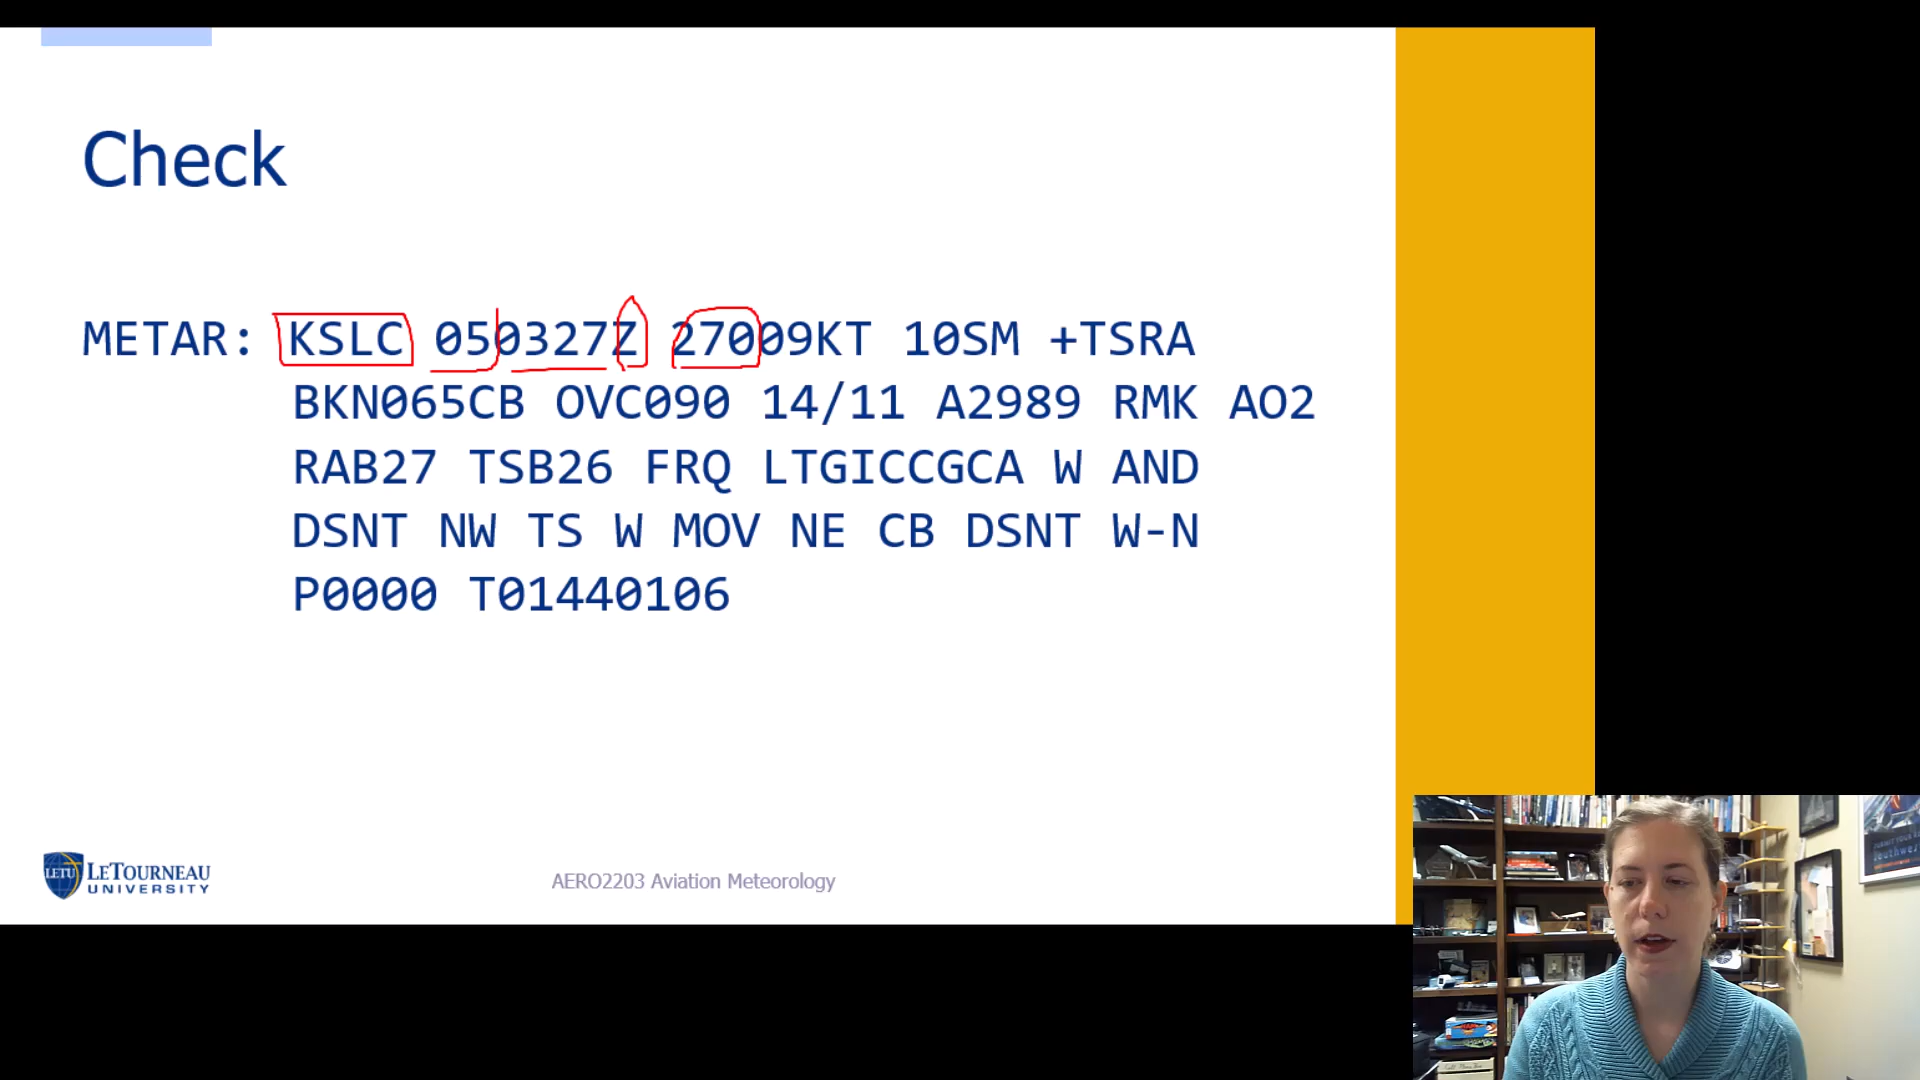 Check
METAR: KSLC 050327Z 27009KT 10SM +TSRA
BKN065CB OVC090 14/11 A2989 RMK AO2
RAB27 TSB26 FRQ LTGICCGCA W AND
DSNT NW TS W MOV NE CB DSNT W-N
P0000 T01440106
LETU LETOURNEAU
UNIVERSITY
AERO2203 Aviation Meteorology